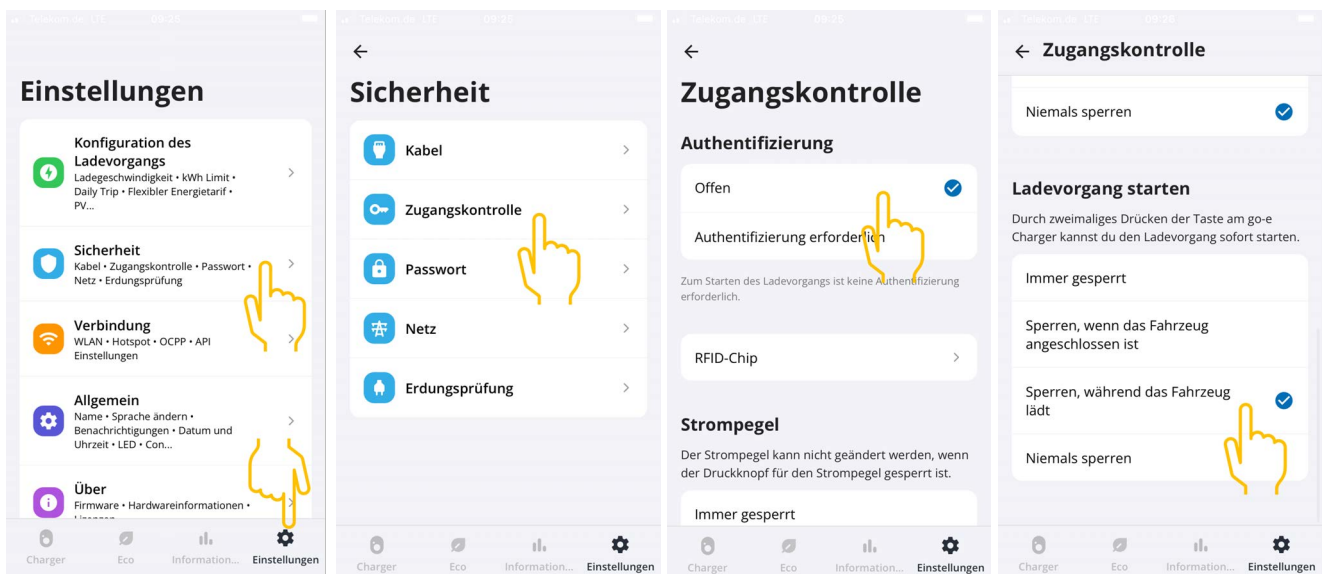 Telekom.de LTE 09:25
Einstellungen
Konfiguration des
Ladevorgangs
Ladegeschwindigkeit • kWh Limit •
Daily Trip • Flexibler Energietarif •
PV...
Sicherheit
Kabel • Zugangskontrolle • Passwort •
Netz • Erdungsprüfung
Verbindung
WLAN • Hotspot • OCPP • API
Einstellungen
Allgemein
Name • Sprache ändern •
Benachrichtigungen • Datum und
Uhrzeit • LED • Con...
Über
Firmware • Hardwareinformationen •
Charger Eco Information... Einstellungen
Telekom.de LTE 09:25
Sicherheit
Kabel
Zugangskontrolle
Passwort
Netz
Erdungsprüfung
Charger Eco Information... Einstellungen
Telekom.de LTE 09:25
Zugangskontrolle
Authentifizierung
Offen
Authentifizierung erforderlich
Zum Starten des Ladevorgangs ist keine Authentifizierung
erforderlich.
RFID-Chip
Strompegel
Der Strompegel kann nicht geändert werden, wenn
der Druckknopf für den Strompegel gesperrt ist.
Immer gesperrt
Charger Eco Information... Einstellungen
Telekom.de LTE 09:26
Zugangskontrolle
Niemals sperren
Ladevorgang starten
Durch zweimaliges Drücken der Taste am go-e
Charger kannst du den Ladevorgang sofort starten.
Immer gesperrt
Sperren, wenn das Fahrzeug
angeschlossen ist
Sperren, während das Fahrzeug
lädt
Niemals sperren
Charger Eco Information... Einstellungen